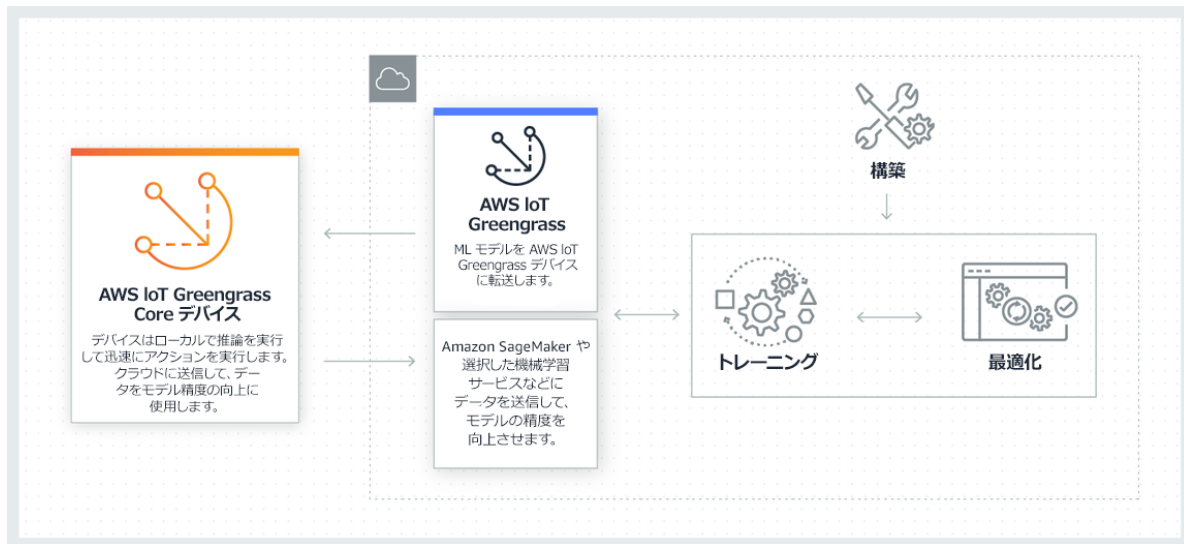 AWS IoT Greengrass
Core デバイス
デバイスはローカルで推論を実行
して迅速にアクションを実行します。
クラウドに送信して、デー
タをモデル精度の向上に
使用します。
AWS IoT
Greengrass
ML モデルを AWS IoT
Greengrass デバイス
に転送します。
Amazon SageMaker や
選択した機械学習
サービスなどに
データを送信して、
モデルの精度を
向上させます。
構築
トレーニング
最適化